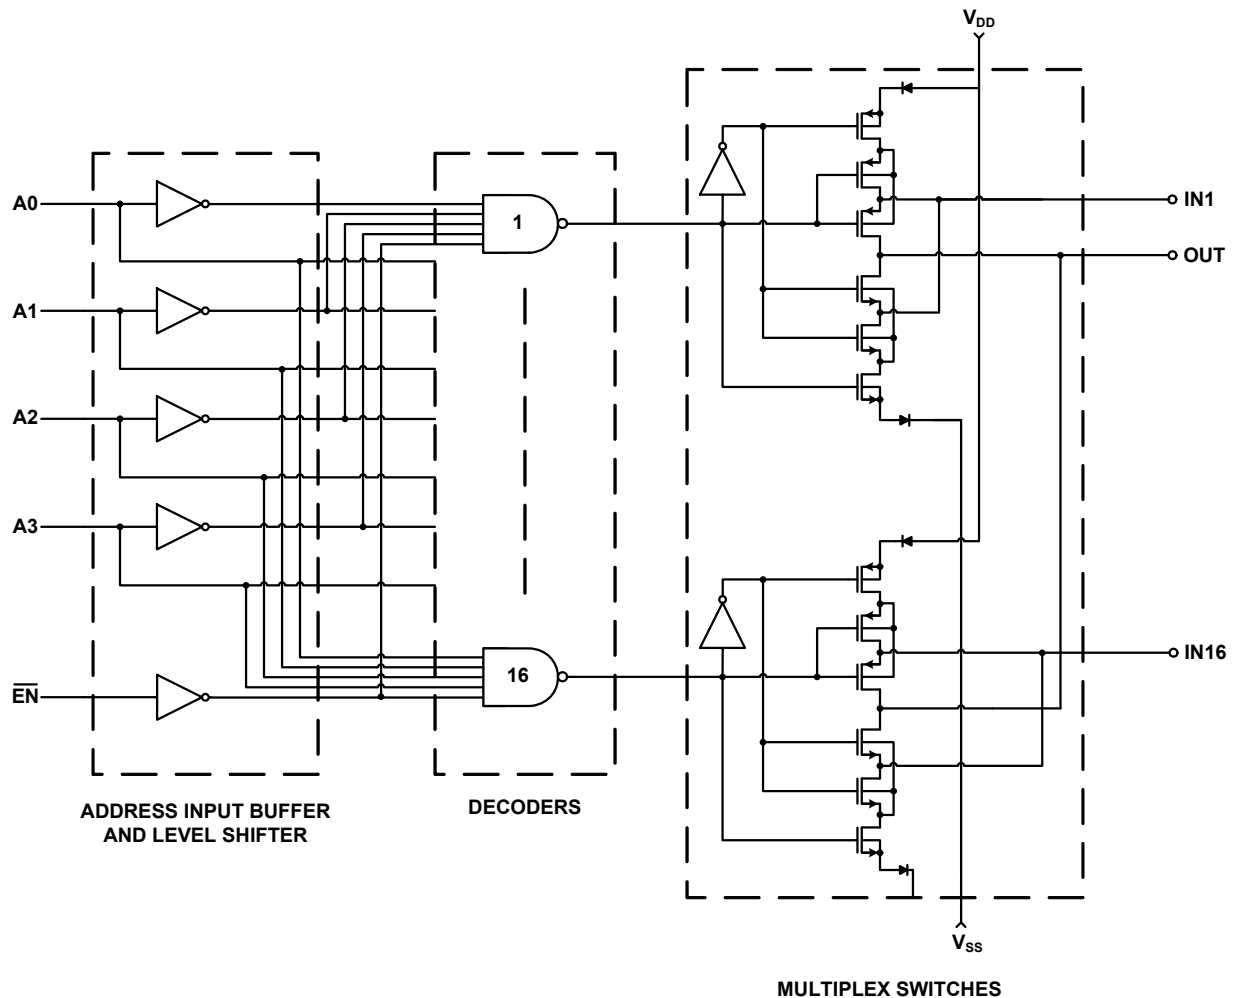 V_DD
A0
1
IN1
OUT
A1
A2
A3
16
IN16
E̅N̅
ADDRESS INPUT BUFFER
AND LEVEL SHIFTER
DECODERS
V_SS
MULTIPLEX SWITCHES